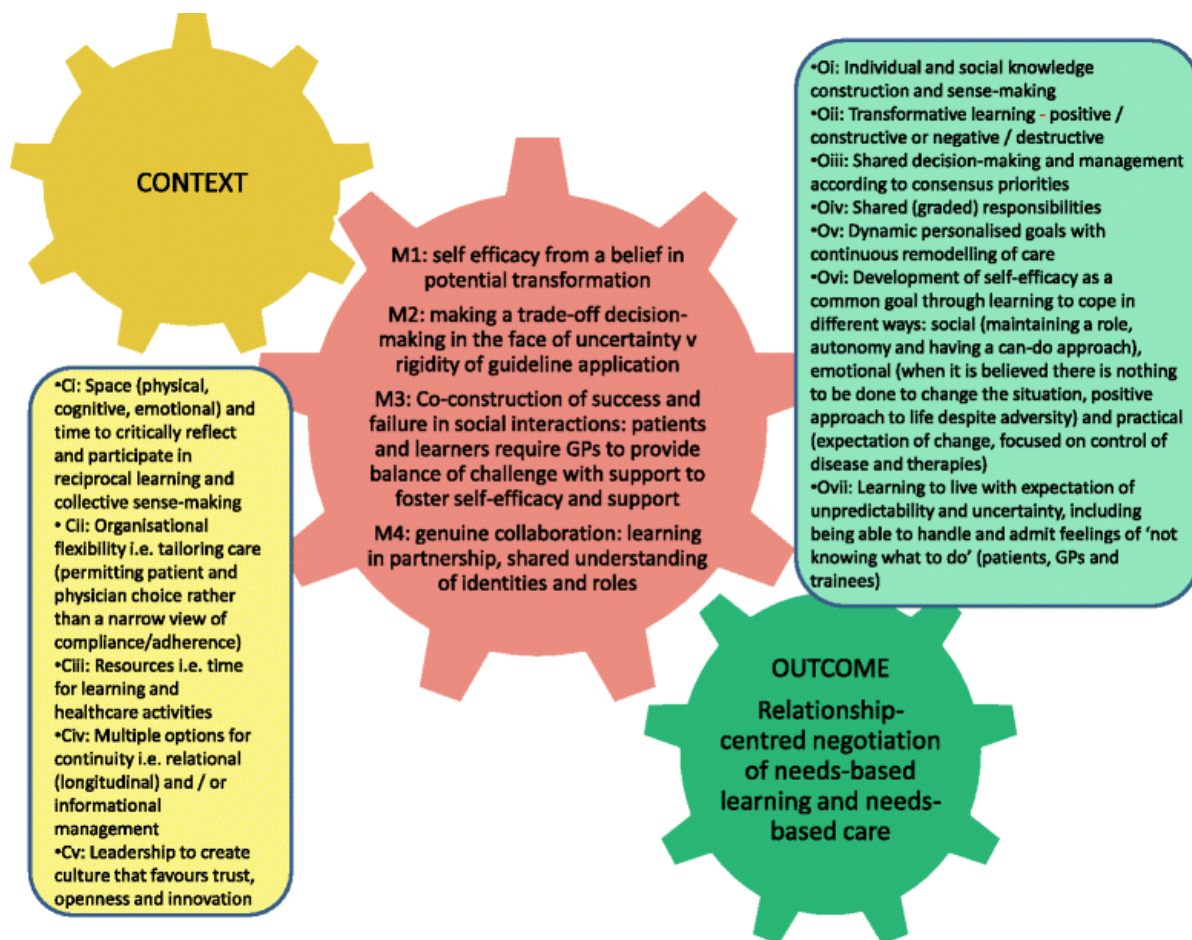 CONTEXT
•Ci: Space (physical,
cognitive, emotional) and
time to critically reflect
and participate in
reciprocal learning and
collective sense-making
• Cii: Organisational
flexibility i.e. tailoring care
(permitting patient and
physician choice rather
than a narrow view of
compliance/adherence)
•Ciii: Resources i.e. time
for learning and
healthcare activities
•Civ: Multiple options for
continuity i.e. relational
(longitudinal) and / or
informational
management
•Cv: Leadership to create
culture that favours trust,
openness and innovation
M1: self efficacy from a belief in
potential transformation
M2: making a trade-off decision-
making in the face of uncertainty v
rigidity of guideline application
M3: Co-construction of success and
failure in social interactions: patients
and learners require GPs to provide
balance of challenge with support to
foster self-efficacy and support
M4: genuine collaboration: learning
in partnership, shared understanding
of identities and roles
•Oi: Individual and social knowledge
construction and sense-making
•Oii: Transformative learning - positive /
constructive or negative / destructive
•Oiii: Shared decision-making and management
according to consensus priorities
•Oiv: Shared (graded) responsibilities
•Ov: Dynamic personalised goals with
continuous remodelling of care
•Ovi: Development of self-efficacy as a
common goal through learning to cope in
different ways: social (maintaining a role,
autonomy and having a can-do approach),
emotional (when it is believed there is nothing
to be done to change the situation, positive
approach to life despite adversity) and practical
(expectation of change, focused on control of
disease and therapies)
•Ovii: Learning to live with expectation of
unpredictability and uncertainty, including
being able to handle and admit feelings of ‘not
knowing what to do’ (patients, GPs and
trainees)
OUTCOME
Relationship-
centred negotiation
of needs-based
learning and needs-
based care